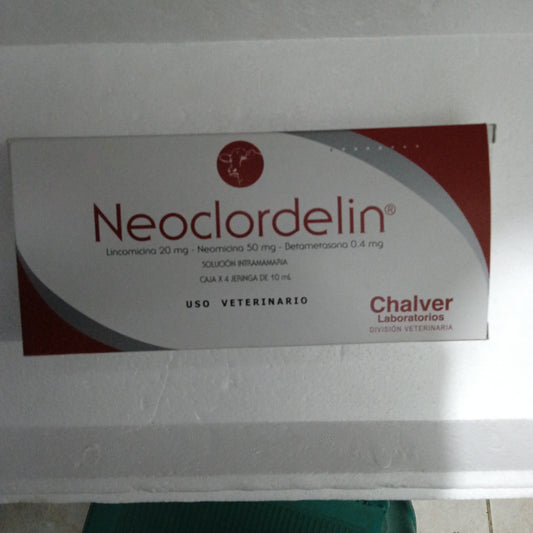 Neoclordelin®
Lincomicina 20 mg - Neomicina 50 mg - Betametasona 0.4 mg
SOLUCIÓN INTRAMAMARIA
CAJA X 4 JERINGA DE 10 mL
USO VETERINARIO
Chalver
Laboratorios
DIVISIÓN VETERINARIA